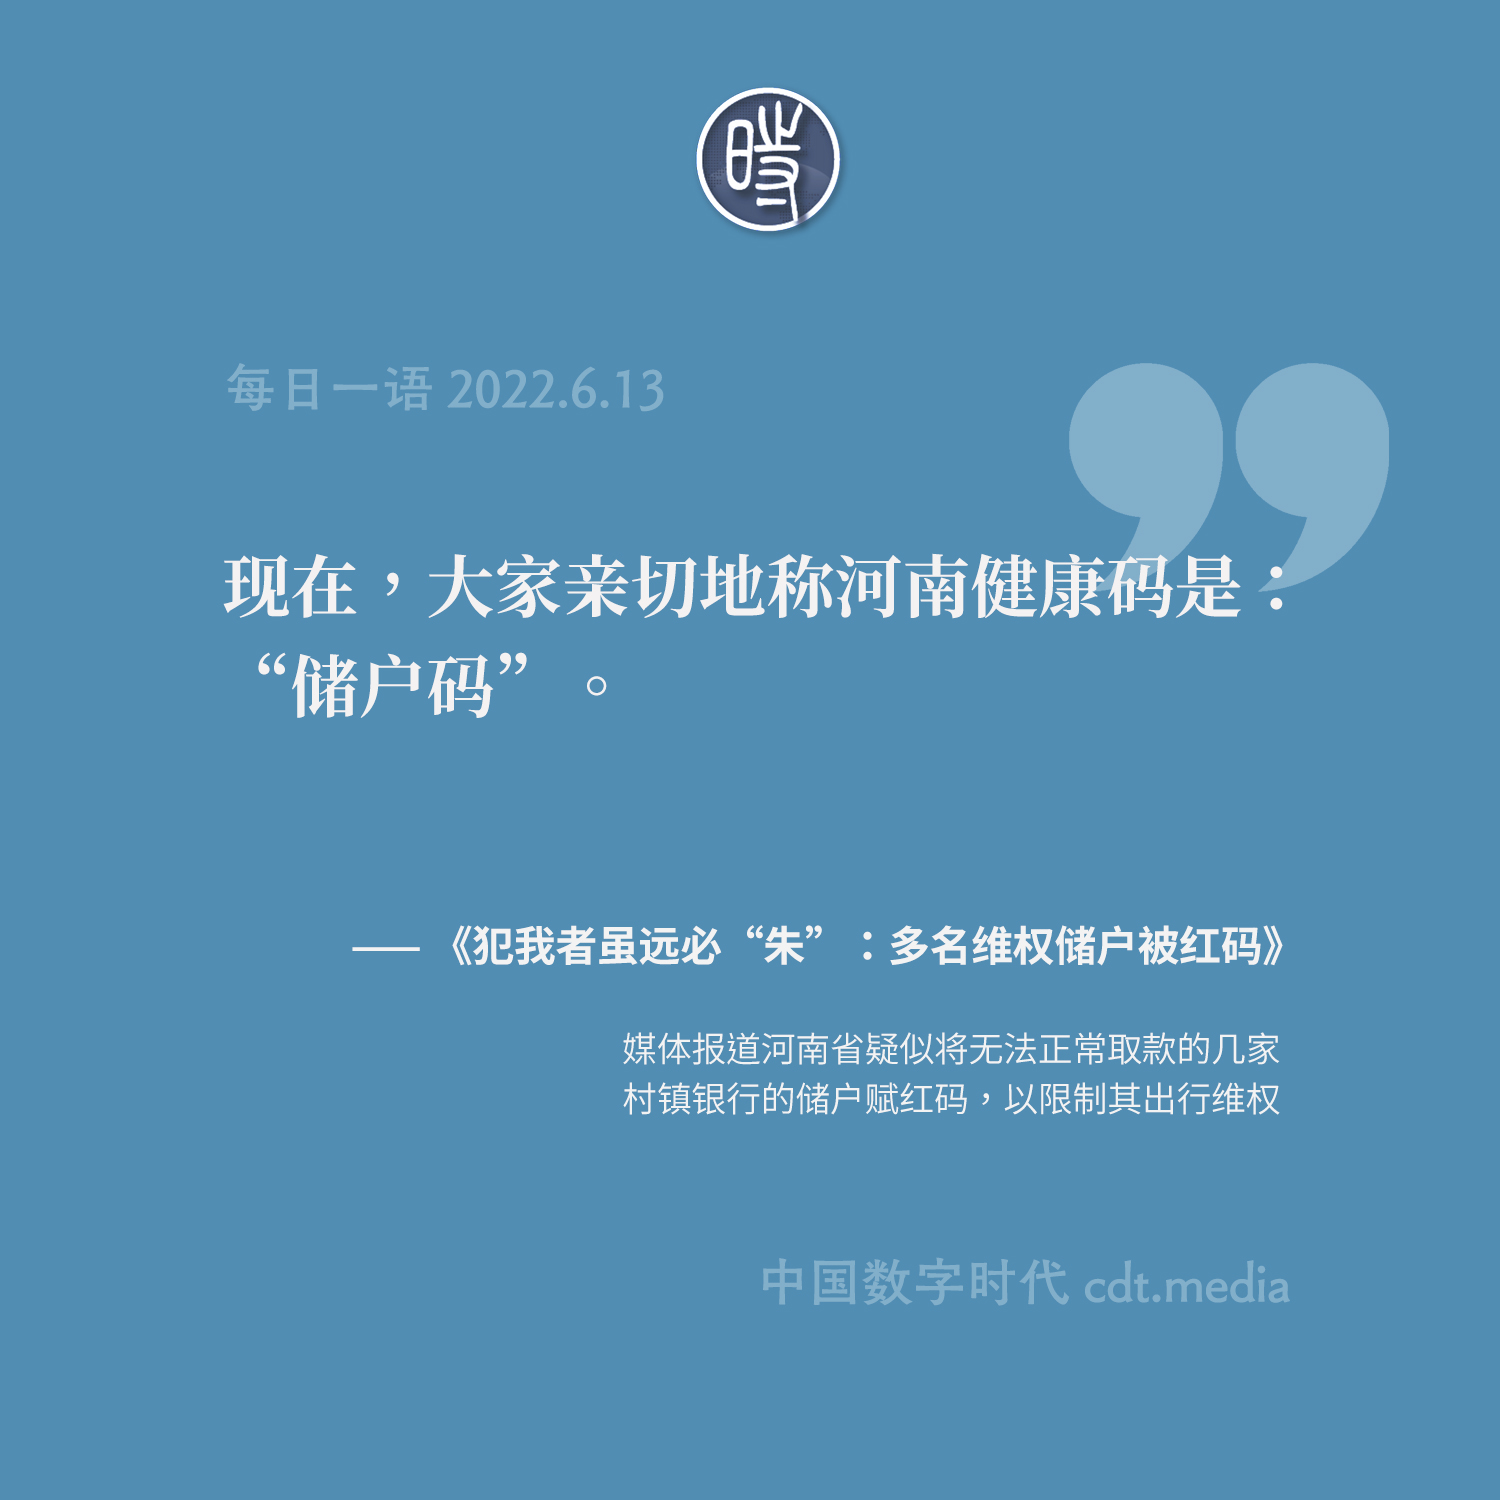 時
每日一语 2022.6.13
现在，大家亲切地称河南健康码是：
“储户码”。
——《犯我者虽远必“朱”：多名维权储户被红码》
媒体报道河南省疑似将无法正常取款的几家
村镇银行的储户赋红码，以限制其出行维权
中国数字时代 cdt.media